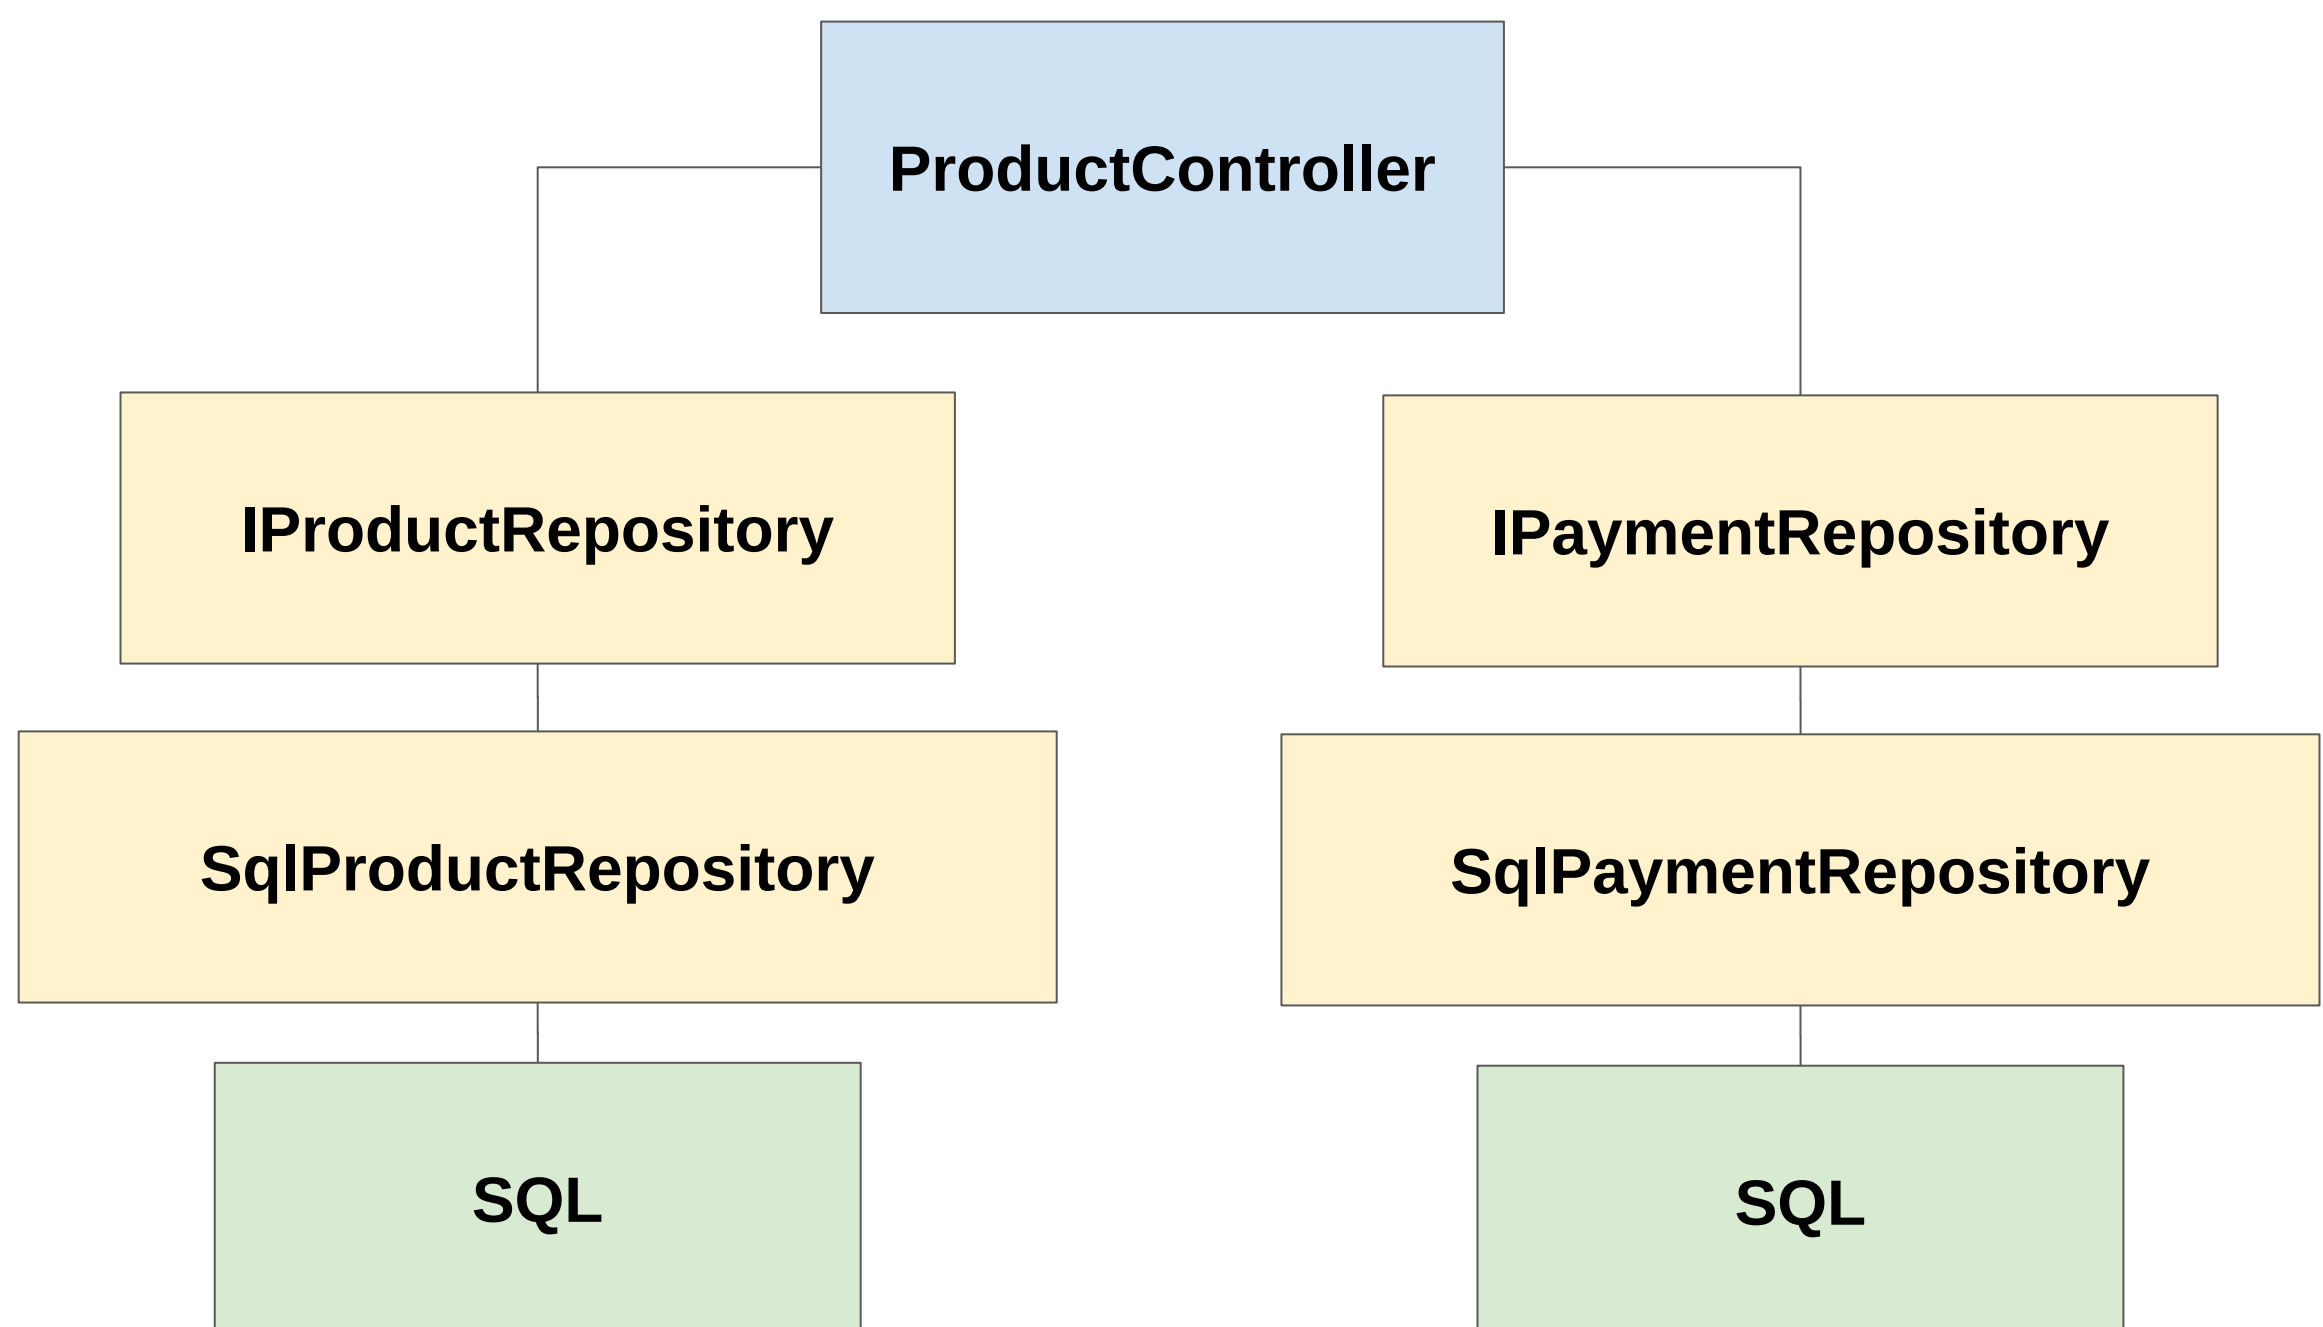 ProductController
IProductRepository
IPaymentRepository
SqlProductRepository
SqlPaymentRepository
SQL
SQL